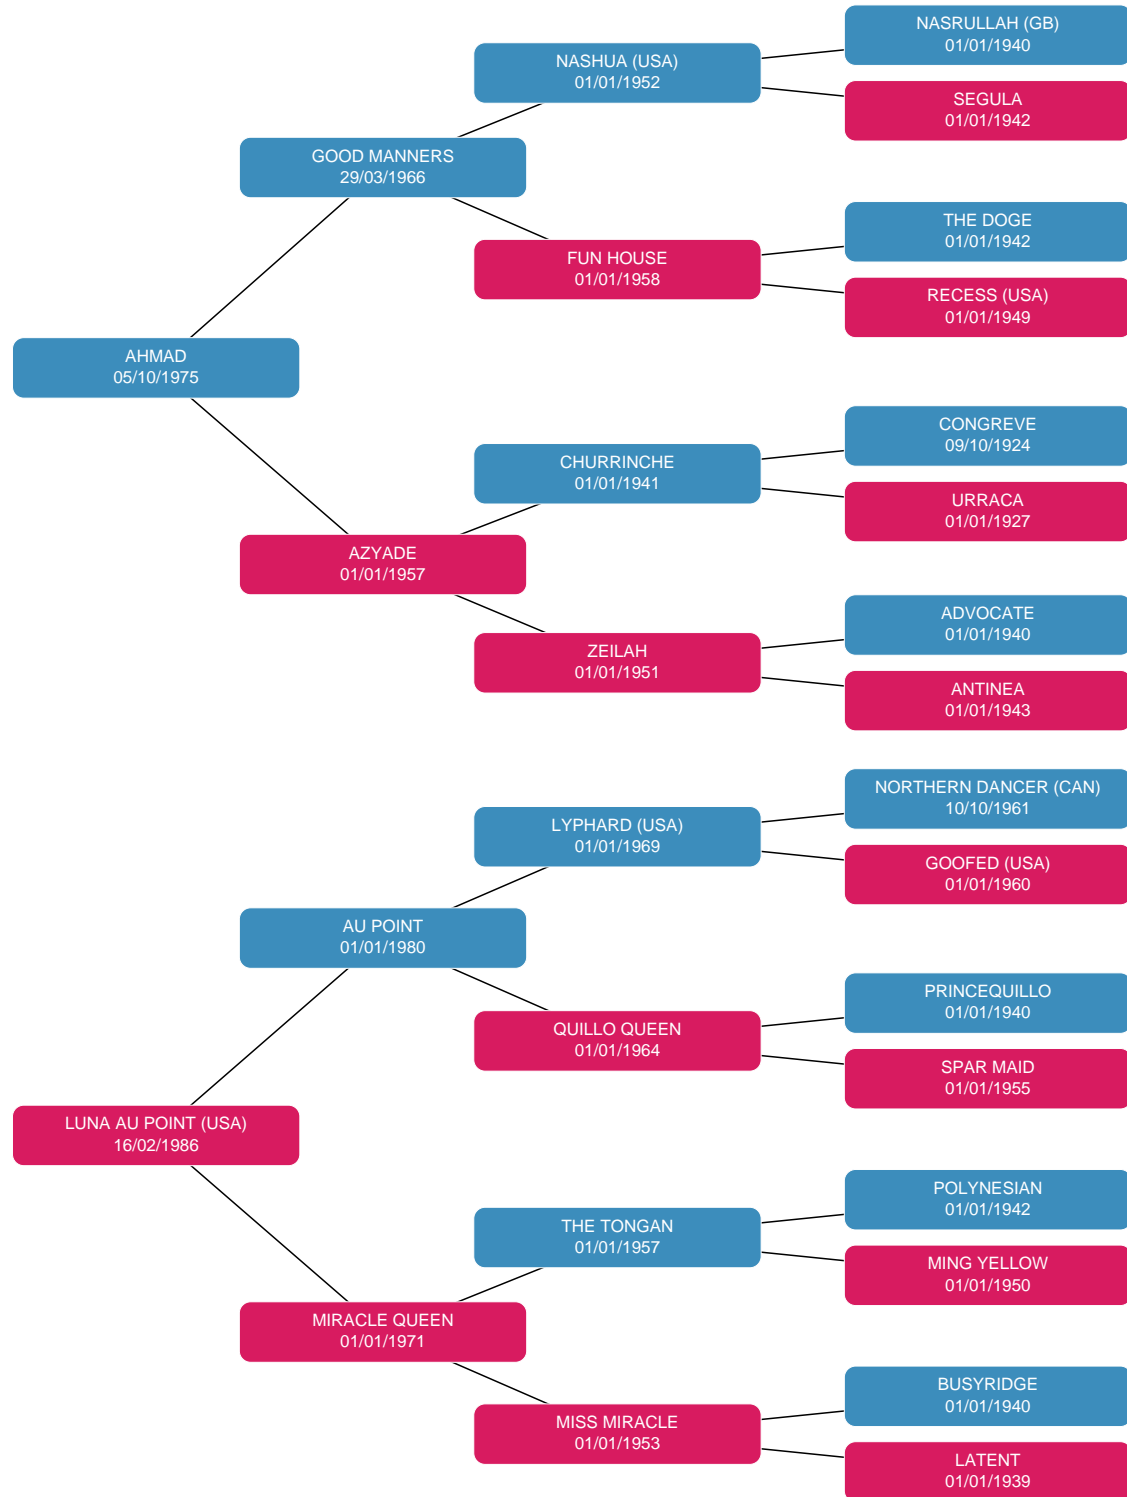 NASRULLAH (GB)
01/01/1940
NASHUA (USA)
01/01/1952
SEGULA
01/01/1942
GOOD MANNERS
29/03/1966
THE DOGE
01/01/1942
FUN HOUSE
01/01/1958
RECESS (USA)
01/01/1949
AHMAD
05/10/1975
CONGREVE
09/10/1924
CHURRINCHE
01/01/1941
URRACA
01/01/1927
AZYADE
01/01/1957
ADVOCATE
01/01/1940
ZEILAH
01/01/1951
ANTINEA
01/01/1943
NORTHERN DANCER (CAN)
10/10/1961
LYPHARD (USA)
01/01/1969
GOOFED (USA)
01/01/1960
AU POINT
01/01/1980
PRINCEQUILLO
01/01/1940
QUILLO QUEEN
01/01/1964
SPAR MAID
01/01/1955
LUNA AU POINT (USA)
16/02/1986
POLYNESIAN
01/01/1942
THE TONGAN
01/01/1957
MING YELLOW
01/01/1950
MIRACLE QUEEN
01/01/1971
BUSYRIDGE
01/01/1940
MISS MIRACLE
01/01/1953
LATENT
01/01/1939